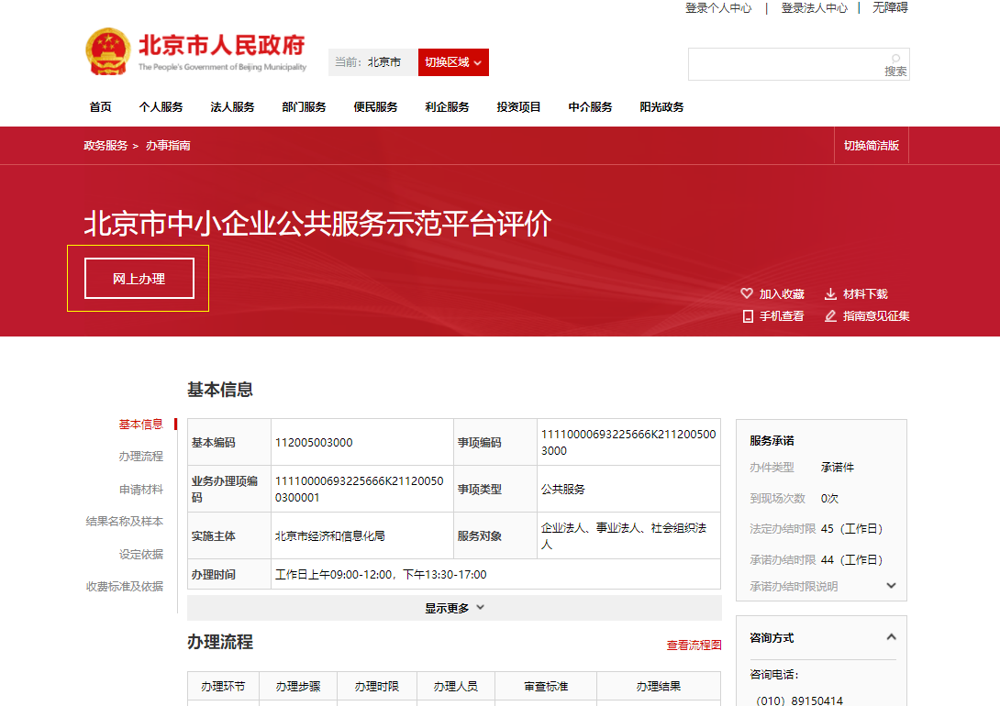 登录个人中心 | 登录法人中心 | 无障碍
北京市人民政府
The People's Government of Beijing Municipality
当前: 北京市 切换区域
搜索
首页 个人服务 法人服务 部门服务 便民服务 利企服务 投资项目 中介服务 阳光政务
政务服务 > 办事指南 切换简洁版
北京市中小企业公共服务示范平台评价
网上办理
加入收藏 材料下载
手机查看 指南意见征集
基本信息
基本信息
办理流程
申请材料
结果名称及样本
设定依据
收费标准及依据
基本编码 112005003000 事项编码 11110000693225666K211200500
3000
业务办理项编
码 11110000693225666K21120050
0300001 事项类型 公共服务
实施主体 北京市经济和信息化局 服务对象 企业法人、事业法人、社会组织法
人
办理时间 工作日上午09:00-12:00，下午13:30-17:00
显示更多
办理流程 查看流程图
办理环节 办理步骤 办理时限 办理人员 审查标准 办理结果
服务承诺
办件类型 承诺件
到现场次数 0次
法定办结时限 45（工作日）
承诺办结时限 44（工作日）
承诺办结时限说明
咨询方式
咨询电话：
（010）89150414